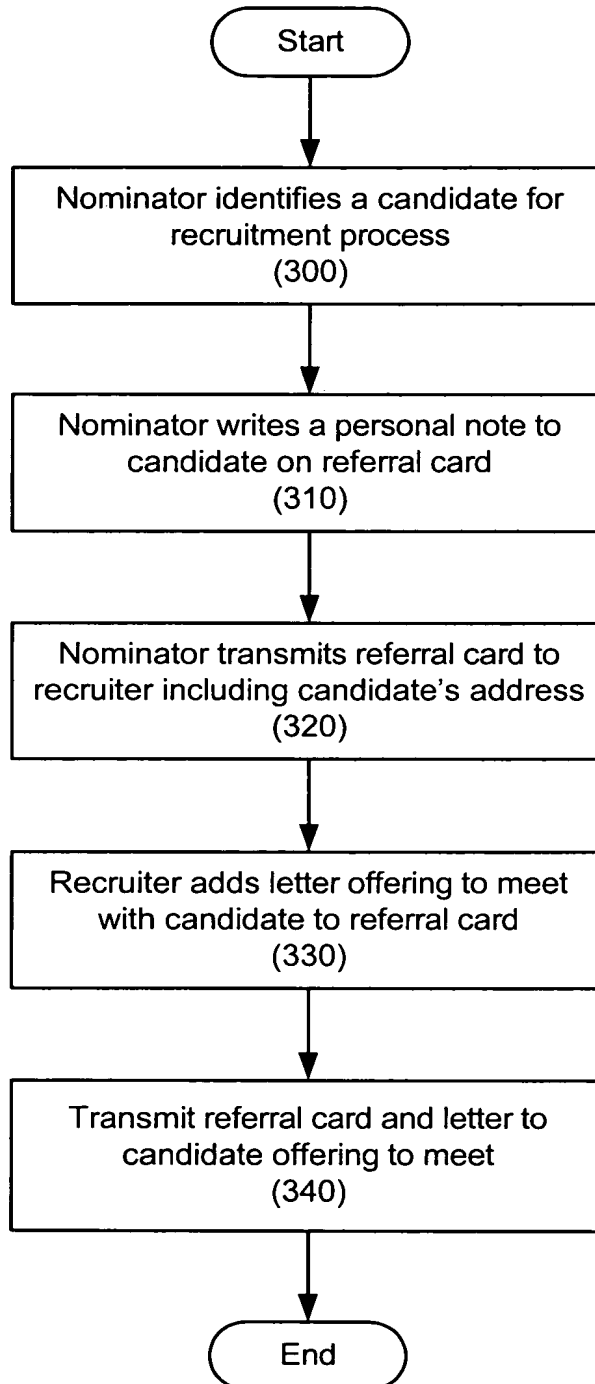 Start
Nominator identifies a candidate for
recruitment process
(300)
Nominator writes a personal note to
candidate on referral card
(310)
Nominator transmits referral card to
recruiter including candidate's address
(320)
Recruiter adds letter offering to meet
with candidate to referral card
(330)
Transmit referral card and letter to
candidate offering to meet
(340)
End